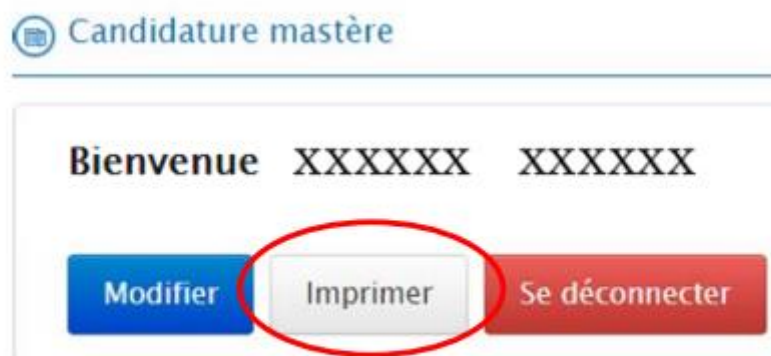 Candidature mastère
Bienvenue XXXXXX XXXXXX
Modifier Imprimer Se déconnecter